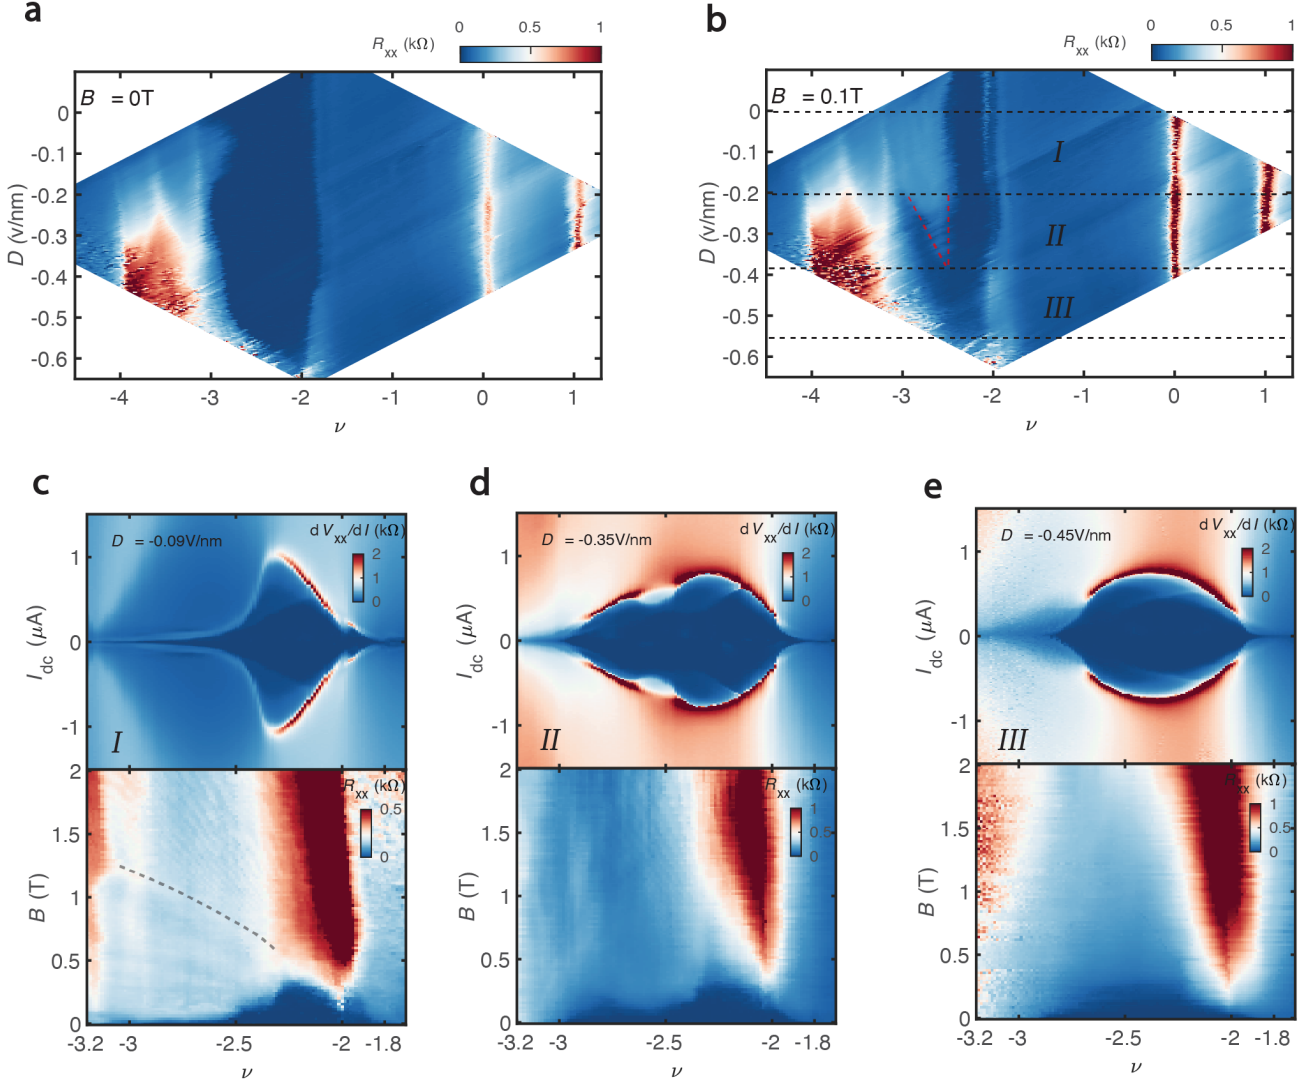 a
R_xx (kΩ)
0 0.5 1
B = 0T
D (v/nm)
0
-0.1
-0.2
-0.3
-0.4
-0.5
-0.6
-4 -3 -2 -1 0 1
ν
b
R_xx (kΩ)
0 0.5 1
B = 0.1T
I
II
III
D (v/nm)
0
-0.1
-0.2
-0.3
-0.4
-0.5
-0.6
-4 -3 -2 -1 0 1
ν
c
D = -0.09V/nm
dV_xx/dI (kΩ)
2
1
0
I_dc (μA)
1
0
-1
I
R_xx (kΩ)
0.5
0
B (T)
2
1.5
1
0.5
0
-3.2 -3 -2.5 -2 -1.8
ν
d
D = -0.35V/nm
dV_xx/dI (kΩ)
2
1
0
I_dc (μA)
1
0
-1
II
R_xx (kΩ)
1
0.5
0
B (T)
2
1.5
1
0.5
0
-3.2 -3 -2.5 -2 -1.8
ν
e
D = -0.45V/nm
dV_xx/dI (kΩ)
2
1
0
I_dc (μA)
1
0
-1
III
R_xx (kΩ)
1
0.5
0
B (T)
2
1.5
1
0.5
0
-3.2 -3 -2.5 -2 -1.8
ν